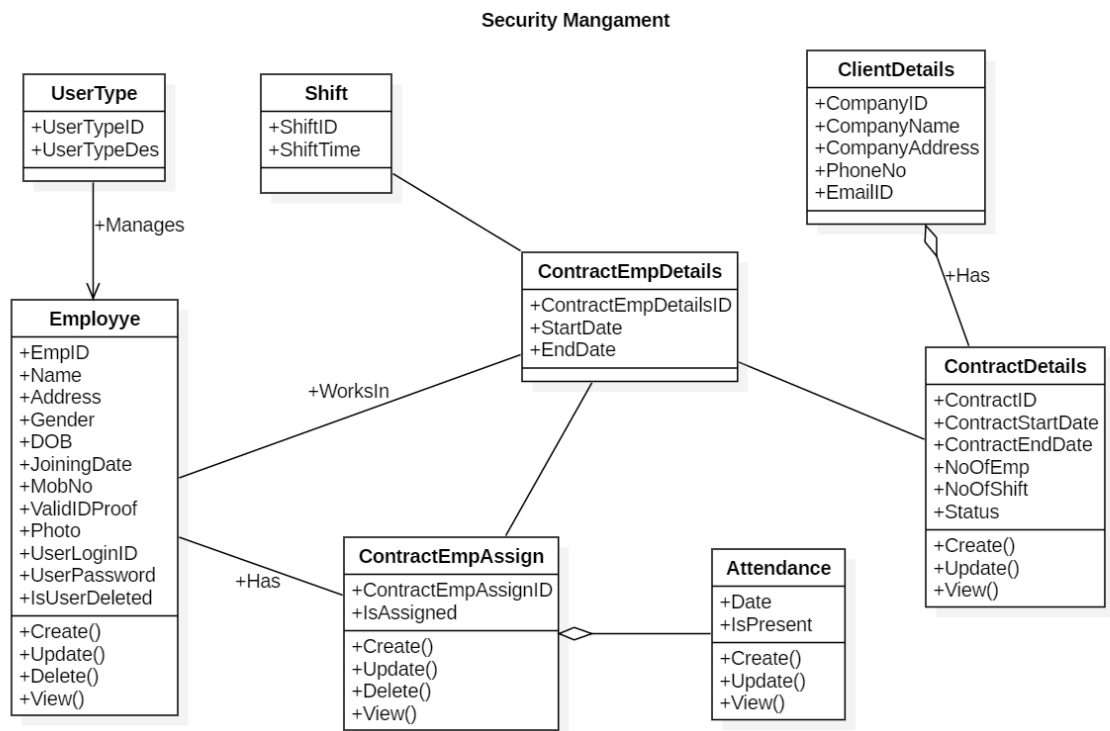 Security Mangament
UserType
+UserTypeID
+UserTypeDes
Shift
+ShiftID
+ShiftTime
ClientDetails
+CompanyID
+CompanyName
+CompanyAddress
+PhoneNo
+EmailID
+Manages
+Has
ContractEmpDetails
+ContractEmpDetailsID
+StartDate
+EndDate
Employye
+EmpID
+Name
+Address
+Gender
+DOB
+JoiningDate
+MobNo
+ValidIDProof
+Photo
+UserLoginID
+UserPassword
+IsUserDeleted
+Create()
+Update()
+Delete()
+View()
+WorksIn
+Has
ContractDetails
+ContractID
+ContractStartDate
+ContractEndDate
+NoOfEmp
+NoOfShift
+Status
+Create()
+Update()
+View()
ContractEmpAssign
+ContractEmpAssignID
+IsAssigned
+Create()
+Update()
+Delete()
+View()
Attendance
+Date
+IsPresent
+Create()
+Update()
+View()